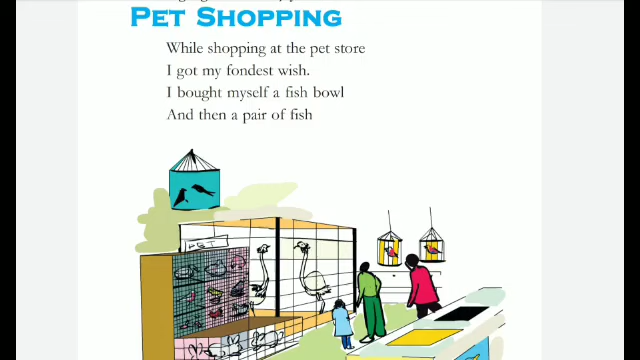 PET SHOPPING
While shopping at the pet store
I got my fondest wish.
I bought myself a fish bowl
And then a pair of fish
PET